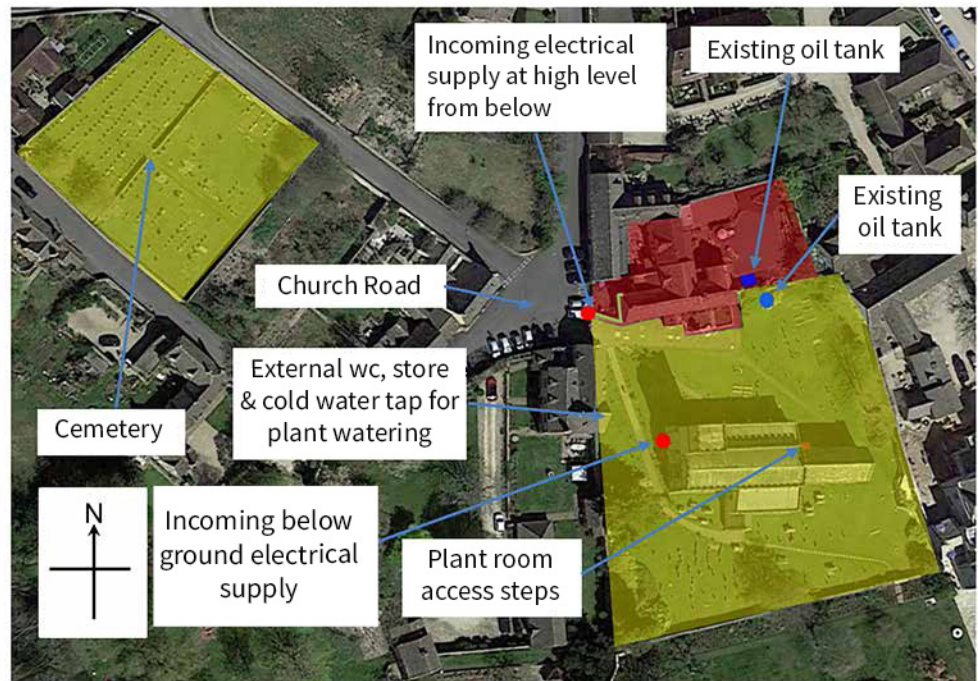 Incoming electrical
supply at high level
from below
Existing oil tank
Existing
oil tank
Church Road
External wc, store
& cold water tap for
plant watering
Cemetery
N
Incoming below
ground electrical
supply
Plant room
access steps